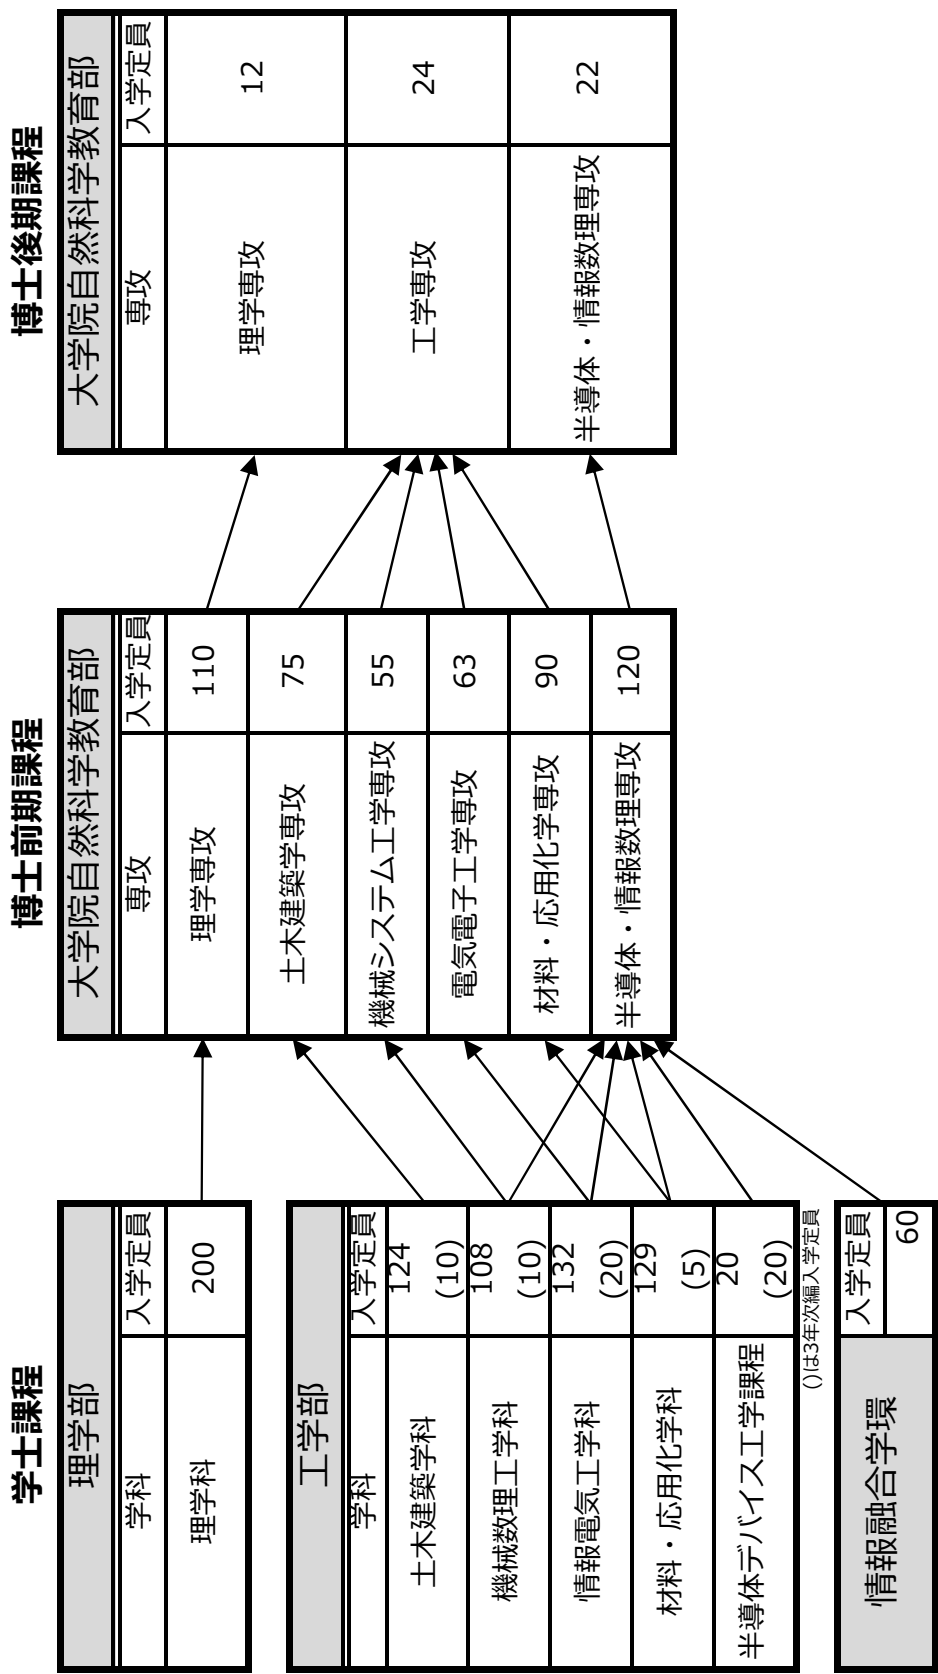 学士課程
理学部
学科 入学定員
理学科 200
工学部
学科 入学定員
土木建築学科 124
(10)
機械数理工学科 108
(10)
情報電気工学科 132
(20)
材料・応用化学科 129
(5)
半導体デバイス工学課程 20
(20)
()は3年次編入学定員
情報融合学環 入学定員
60
博士前期課程
大学院自然科学教育部
専攻 入学定員
理学専攻 110
土木建築学専攻 75
機械システム工学専攻 55
電気電子工学専攻 63
材料・応用化学専攻 90
半導体・情報数理専攻 120
博士後期課程
大学院自然科学教育部
専攻 入学定員
理学専攻 12
工学専攻 24
半導体・情報数理専攻 22